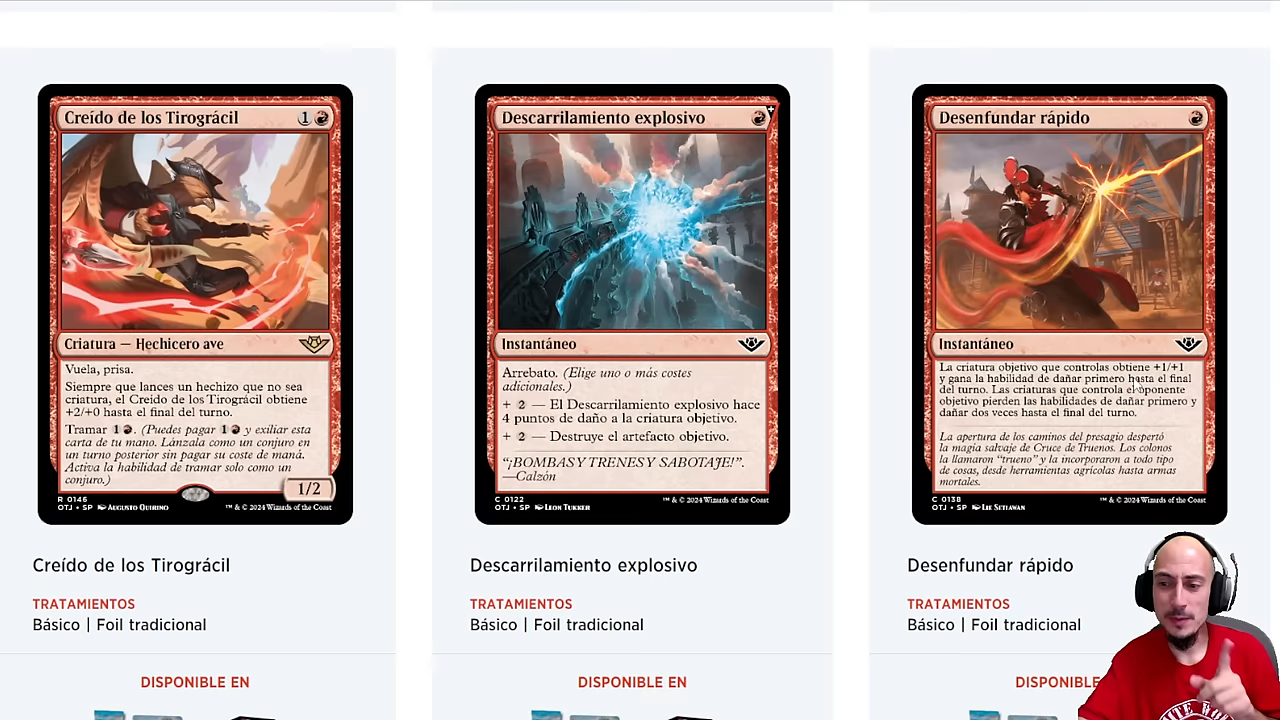 Creído de los Tirográcil 1
Vuela, prisa.
Siempre que lances un hechizo que no sea
criatura, el Creído de los Tirográcil obtiene
+2/+0 hasta el final del turno.
Tramar 1. (Puedes pagar 1 y exiliar esta
carta de tu mano. Lánzala como un conjuro en
un turno posterior sin pagar su coste de maná.
Activa la habilidad de tramar solo como un
conjuro.)
Criatura — Hechicero ave
1/2
R 0146
OTJ • SP AUGUSTO QUIRINO
™ & © 2024 Wizards of the Coast
Descarrilamiento explosivo
Instantáneo
Arrebato. (Elige uno o más costes
adicionales.)
+ 2 — El Descarrilamiento explosivo hace
4 puntos de daño a la criatura objetivo.
+ 2 — Destruye el artefacto objetivo.
“¡BOMBAS Y TRENES Y SABOTAJE!”.
—Calzón
C 0122
OTJ • SP LEON TUKKER
™ & © 2024 Wizards of the Coast
Desenfundar rápido
Instantáneo
La criatura objetivo que controlas obtiene +1/+1
y gana la habilidad de dañar primero hasta el final
del turno. Las criaturas que controla el oponente
objetivo pierden las habilidades de dañar primero y
dañar dos veces hasta el final del turno.
La apertura de los caminos del presagio despertó
la magia salvaje de Cruce de Truenos. Los colonos
la llamaron “trueno” y la incorporaron a todo tipo
de cosas, desde herramientas agrícolas hasta armas
mortales.
C 0138
OTJ • SP LIE SETIAWAN
™ & © 2024 Wizards of the Coast
Creído de los Tirográcil
TRATAMIENTOS
Básico | Foil tradicional
DISPONIBLE EN
Descarrilamiento explosivo
TRATAMIENTOS
Básico | Foil tradicional
DISPONIBLE EN
Desenfundar rápido
TRATAMIENTOS
Básico | Foil tradicional